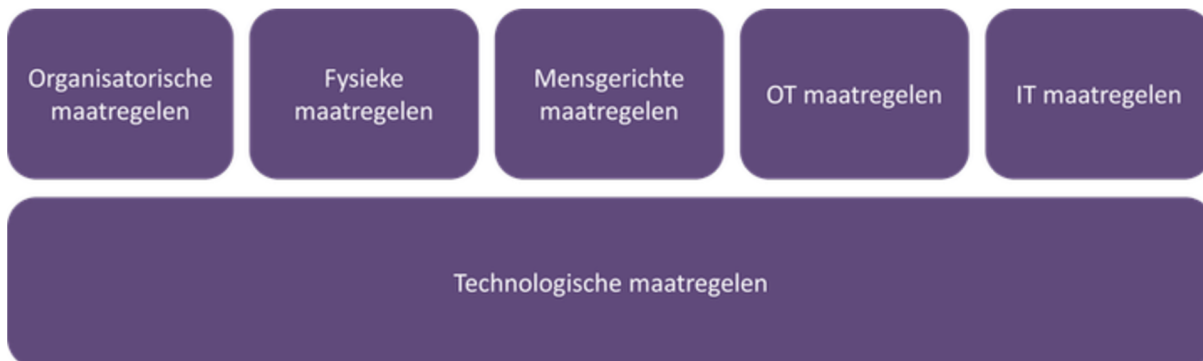 Organisatorische
maatregelen
Fysieke
maatregelen
Mensgerichte
maatregelen
OT maatregelen
IT maatregelen
Technologische maatregelen